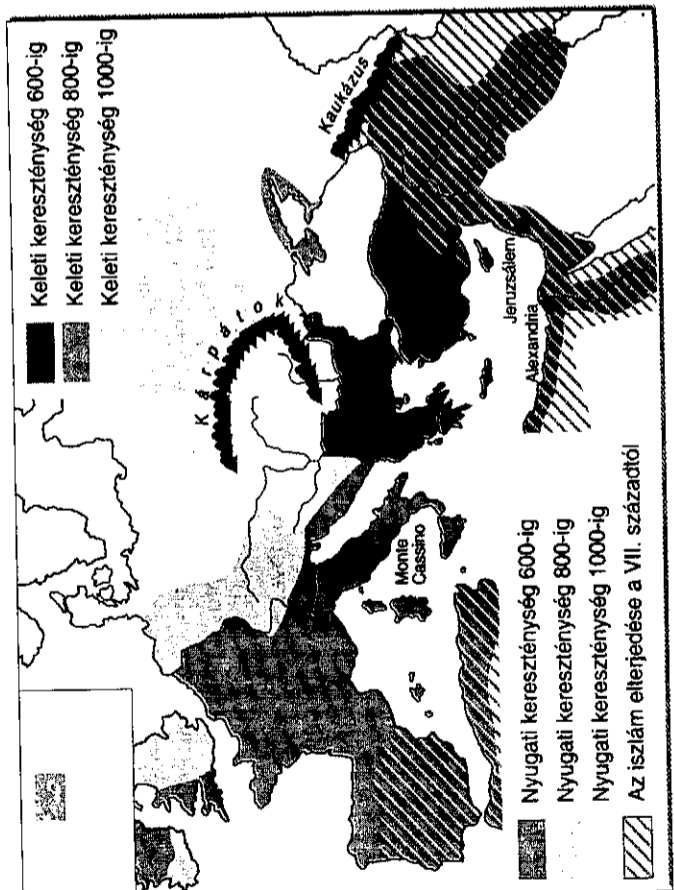 Keleti kereszténység 600-ig
Keleti kereszténység 800-ig
Keleti kereszténység 1000-ig
Kaukázus
Kárpátok
Jeruzsálem
Alexandria
Monte
Cassino
Nyugati kereszténység 600-ig
Nyugati kereszténység 800-ig
Nyugati kereszténység 1000-ig
Az iszlám elterjedése a VII. századtól